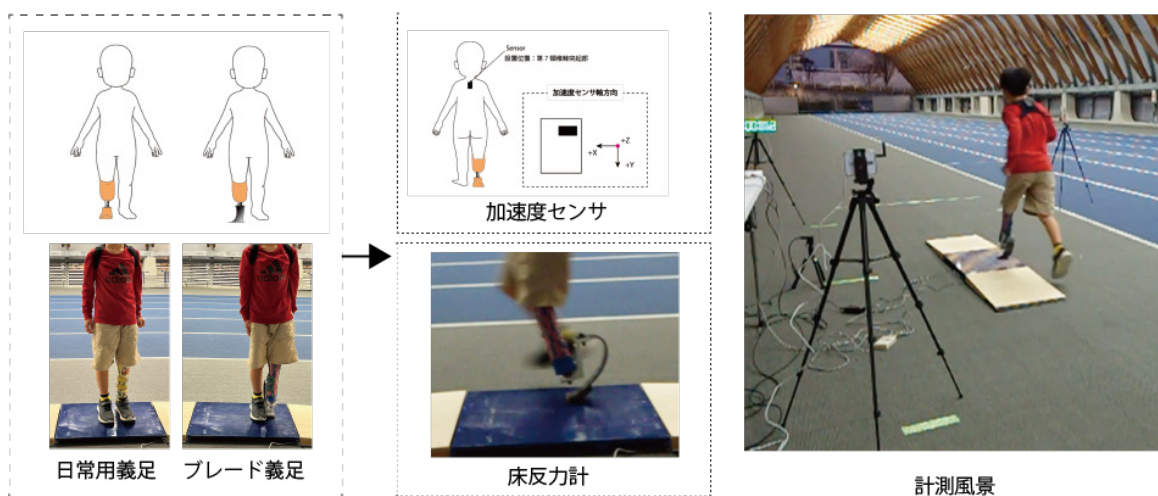 日常用義足
ブレード義足
Sensor
設置位置：第7頸椎棘突起部
加速度センサ軸方向
+Z
+X
+Y
加速度センサ
adidas
床反力計
計測風景